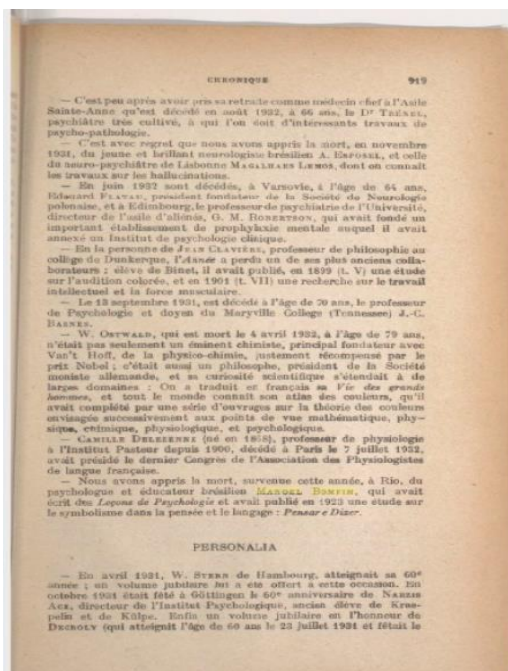 CHRONIQUE 919
— C'est peu après avoir pris sa retraite comme médecin chef à l'Asile
Sainte-Anne qu'est décédé en août 1932, à 66 ans, le Dr TRÉNEL,
psychiâtre très cultivé, à qui l'on doit d'intéressants travaux de
psycho-pathologie.
— C'est avec regret que nous avons appris la mort, en novembre
1931, du jeune et brillant neurologiste brésilien A. ESPOSEL, et celle
du neuro-psychiâtre de Lisbonne MAGALHAES LEMOS, dont on connaît
les travaux sur les hallucinations.
— En juin 1932 sont décédés, à Varsovie, à l'âge de 64 ans,
Edouard FLATAU, président fondateur de la Société de Neurologie
polonaise, et à Edimbourg, le professeur de psychiatrie de l'Université,
directeur de l'asile d'aliénés, G. M. ROBERTSON, qui avait fondé un
important établissement de prophylaxie mentale auquel il avait
annexé un Institut de psychologie clinique.
— En la personne de JEAN CLAVIÈRE, professeur de philosophie au
collège de Dunkerque, l'Année a perdu un de ses plus anciens colla-
borateurs : élève de Binet, il avait publié, en 1899 (t. V) une étude
sur l'audition colorée, et en 1901 (t. VII) une recherche sur le travail
intellectuel et la force musculaire.
— Le 13 septembre 1931, est décédé à l'âge de 70 ans, le professeur
de Psychologie et doyen du Maryville College (Tennessee) J.-C.
BARNES.
— W. OSTWALD, qui est mort le 4 avril 1932, à l'âge de 79 ans,
n'était pas seulement un éminent chimiste, principal fondateur avec
Van't Hoff, de la physico-chimie, justement récompensé par le
prix Nobel ; c'était aussi un philosophe, président de la Société
moniste allemande, et sa curiosité scientifique s'étendait à de
larges domaines : On a traduit en français sa Vie des grands
hommes, et tout le monde connaît son atlas des couleurs, qu'il
avait complété par une série d'ouvrages sur la théorie des couleurs
envisagée successivement aux points de vue mathématique, phy-
sique, chimique, physiologique, et psychologique.
— CAMILLE DELEZENNE (né en 1868), professeur de physiologie
à l'Institut Pasteur depuis 1900, décédé à Paris le 7 juillet 1932,
avait présidé le dernier Congrès de l'Association des Physiologistes
de langue française.
— Nous avons appris la mort, survenue cette année, à Rio, du
psychologue et éducateur brésilien MANOEL BOMFIN, qui avait
écrit des Leçons de Psychologie et avait publié en 1923 une étude sur
le symbolisme dans la pensée et le langage : Pensar e Dizer.
PERSONALIA
— En avril 1931, W. STERN de Hambourg, atteignait sa 60e
année ; un volume jubilaire lui a été offert à cette occasion. En
octobre 1931 était fêté à Göttingen le 60e anniversaire de NARZISS
ACH, directeur de l'Institut Psychologique, ancien élève de Krae-
pelin et de Külpe. Enfin un volume jubilaire en l'honneur de
DECROLY (qui atteignit l'âge de 60 ans le 23 juillet 1931 et fêtait le